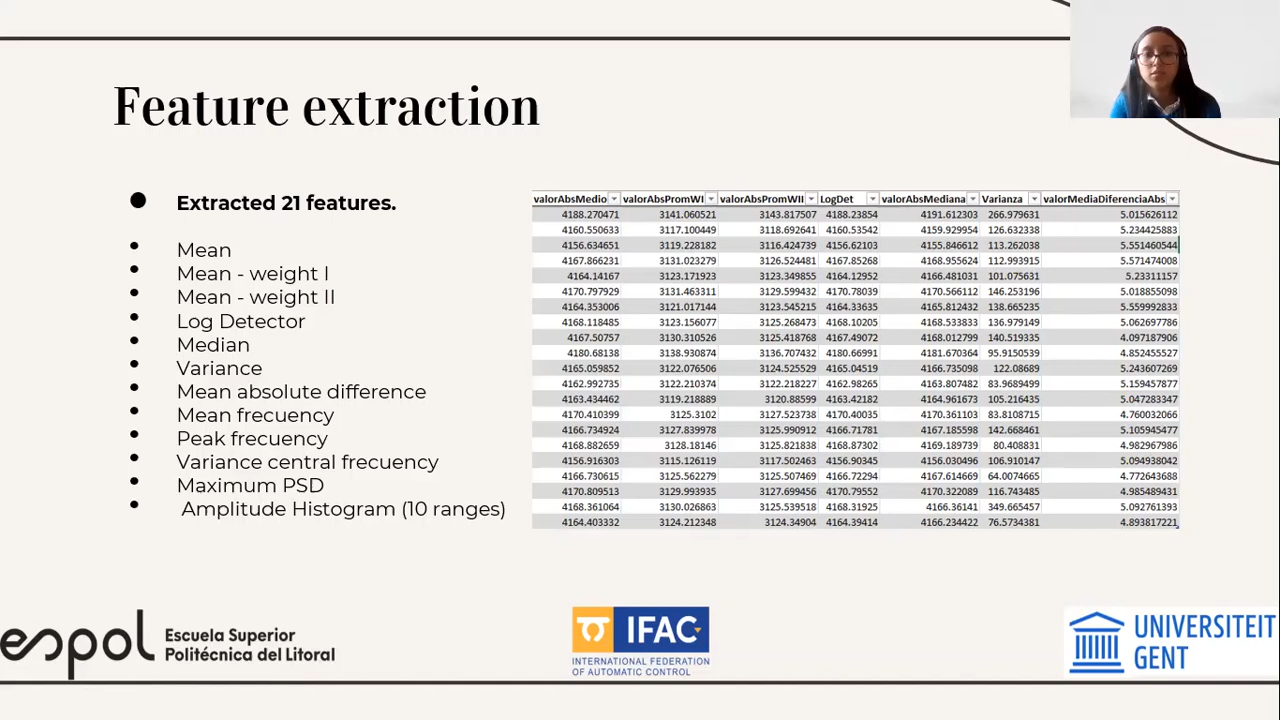 Feature extraction
Extracted 21 features.
Mean
Mean - weight I
Mean - weight II
Log Detector
Median
Variance
Mean absolute difference
Mean frecuency
Peak frecuency
Variance central frecuency
Maximum PSD
Amplitude Histogram (10 ranges)
valorAbsMedio valorAbsPromWI valorAbsPromWII LogDet valorAbsMediana Varianza valorMediaDiferenciaAbs
4188.270471 3141.060521 3143.817507 4188.23854 4191.612303 266.979631 5.015626112
4160.550633 3117.100449 3118.692641 4160.53542 4159.929954 126.632338 5.234425883
4156.634651 3119.228182 3116.424739 4156.62103 4155.846612 113.262038 5.551460544
4167.866231 3131.023279 3126.524481 4167.85268 4168.955624 112.993915 5.571474008
4164.14167 3123.171923 3123.349855 4164.12952 4166.481031 101.075631 5.23311157
4170.797929 3131.463311 3129.599432 4170.78039 4170.566112 146.253196 5.018855098
4164.353006 3121.017144 3123.545215 4164.33635 4165.812432 138.665235 5.559992833
4168.118485 3123.156077 3125.268473 4168.10205 4168.533833 136.979149 5.062697786
4167.50757 3130.310526 3125.418768 4167.49072 4168.012799 140.519335 4.097187906
4180.68138 3138.930874 3136.707432 4180.66991 4181.670364 95.9150539 4.852455527
4165.059852 3122.076506 3124.525529 4165.04519 4166.735098 122.08689 5.243607269
4162.992735 3122.210374 3122.218227 4162.98265 4163.807482 83.9689499 5.159457877
4163.434462 3119.218889 3120.88599 4163.42182 4164.961673 105.216435 5.047283347
4170.410399 3125.3102 3127.523738 4170.40035 4170.361103 83.8108715 4.760032066
4166.734924 3127.839978 3125.990912 4166.71781 4167.185598 142.668461 5.105945477
4168.882659 3128.18146 3125.821838 4168.87302 4169.189739 80.408831 4.982967986
4156.916303 3115.126119 3117.502463 4156.90345 4156.030496 106.910147 5.094938042
4166.730615 3125.562279 3125.507469 4166.72294 4167.614669 64.0074665 4.772643688
4170.809513 3129.993935 3127.699456 4170.79552 4170.322089 116.743485 4.985489431
4168.361064 3130.026863 3125.539518 4168.31925 4166.36141 349.665457 5.092761393
4164.403332 3124.212348 3124.34904 4164.39414 4166.234422 76.5734381 4.893817221
espol Escuela Superior
Politécnica del Litoral
IFAC
INTERNATIONAL FEDERATION
OF AUTOMATIC CONTROL
UNIVERSITEIT
GENT